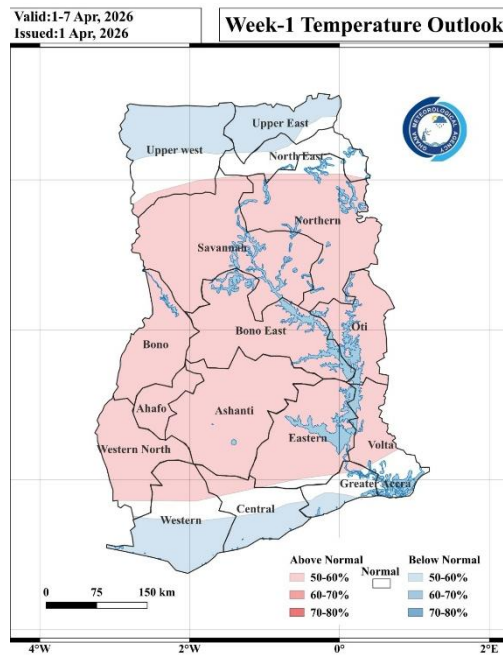 Valid:1-7 Apr, 2026
Issued:1 Apr, 2026
Week-1 Temperature Outlook
GHANA METEOROLOGICAL AGENCY
Upper East
Upper west
North East
Northern
Savannah
Oti
Bono East
Bono
Ahafo
Ashanti
Eastern
Volta
Western North
Greater Accra
Central
Western
Above Normal
Normal
Below Normal
50-60%
50-60%
60-70%
60-70%
70-80%
70-80%
0 75 150 km
4°W 2°W 0° 2°E